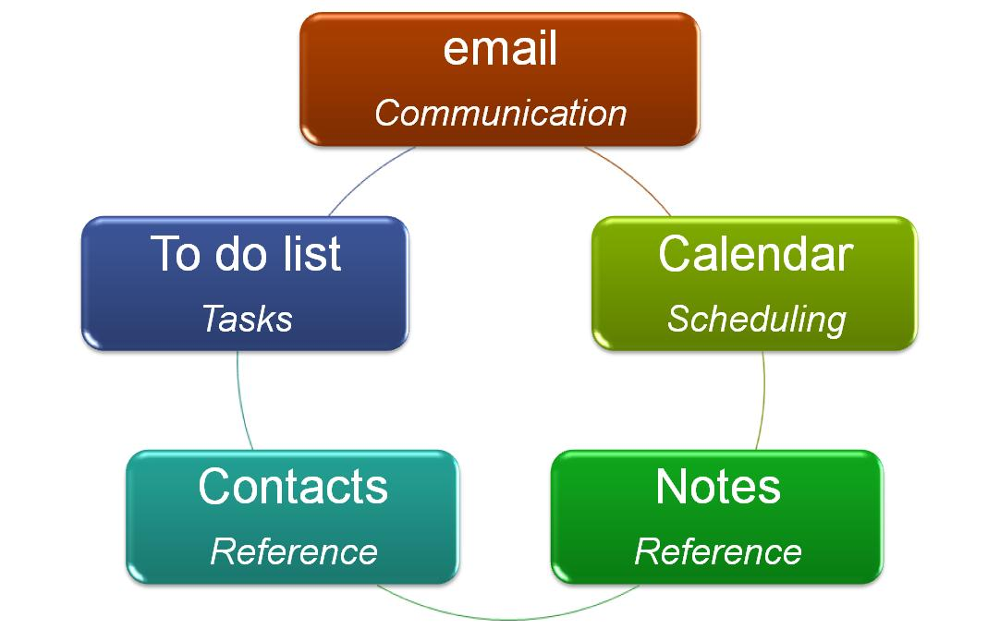 email
Communication
To do list
Tasks
Calendar
Scheduling
Contacts
Reference
Notes
Reference